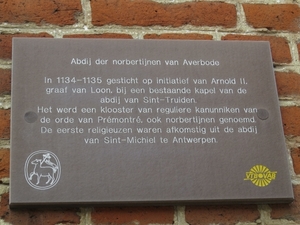 Abdij der norbertijnen van Averbode
In 1134-1135 gesticht op initiatief van Arnold II,
graaf van Loon, bij een bestaande kapel van de
abdij van Sint-Truiden.
Het werd een klooster van reguliere kanunniken van
de orde van Prémontré, ook norbertijnen genoemd.
De eerste religieuzen waren afkomstig uit de abdij
van Sint-Michiel te Antwerpen.
VTB-VAB